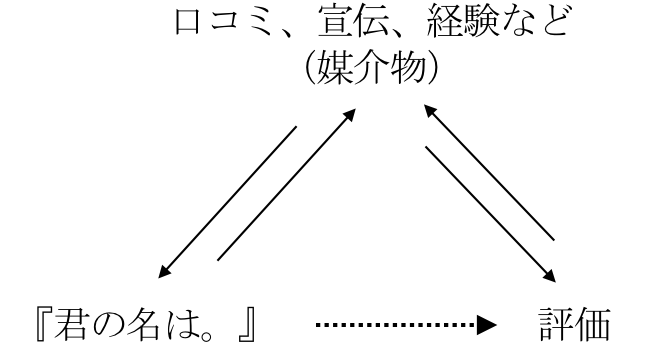 口コミ、宣伝、経験など
（媒介物）
『君の名は。』
評価